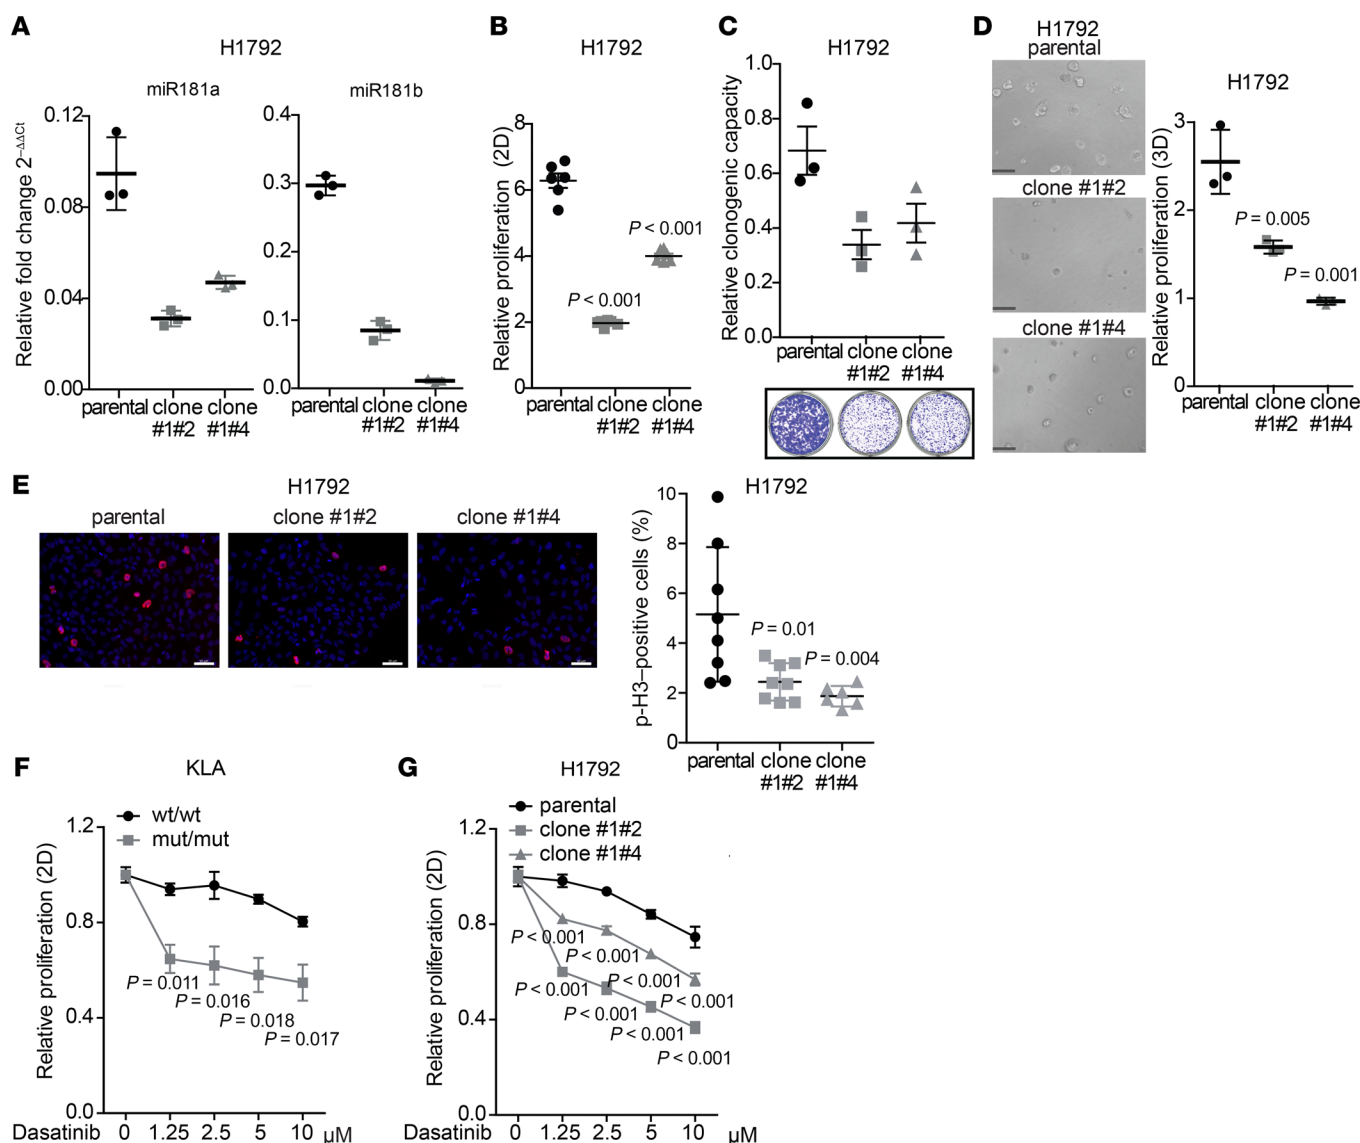 A
H1792
miR181a
miR181b
Relative fold change 2–ΔΔCt
0.12
0.08
0.04
0.00
parental clone clone
#1#2 #1#4
0.4
0.3
0.2
0.1
0.0
parental clone clone
#1#2 #1#4
B
H1792
Relative proliferation (2D)
8
6
4
2
0
P < 0.001
P < 0.001
parental clone clone
#1#2 #1#4
C
H1792
Relative clonogenic capacity
1.0
0.8
0.6
0.4
0.2
0.0
parental clone clone
#1#2 #1#4
D
H1792
parental
clone #1#2
clone #1#4
H1792
Relative proliferation (3D)
3
2
1
0
P = 0.005
P = 0.001
parental clone clone
#1#2 #1#4
E
H1792
parental
clone #1#2
clone #1#4
H1792
p-H3–positive cells (%)
10
8
6
4
2
0
P = 0.01
P = 0.004
parental clone clone
#1#2 #1#4
F
KLA
wt/wt
mut/mut
Relative proliferation (2D)
1.2
0.8
0.4
0.0
P = 0.011
P = 0.016
P = 0.018
P = 0.017
Dasatinib 0 1.25 2.5 5 10 µM
G
H1792
parental
clone #1#2
clone #1#4
Relative proliferation (2D)
1.2
0.8
0.4
0.0
P < 0.001
P < 0.001
P < 0.001
P < 0.001
P < 0.001
P < 0.001
P < 0.001
P < 0.001
Dasatinib 0 1.25 2.5 5 10 µM